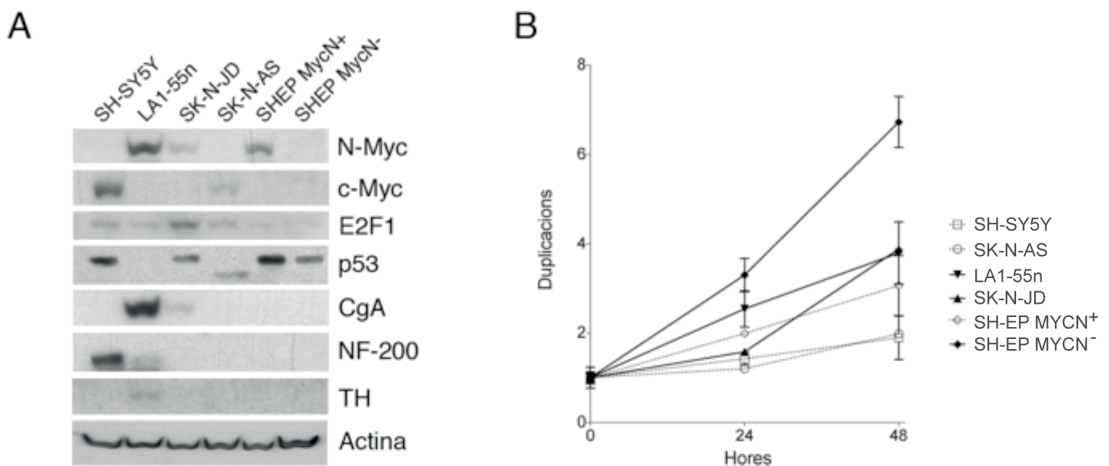 A
SH-SY5Y
LA1-55n
SK-N-JD
SK-N-AS
SHEP MycN+
SHEP MycN-
N-Myc
c-Myc
E2F1
p53
CgA
NF-200
TH
Actina
B
8
6
4
2
0
Duplicacions
0 24 48
Hores
SH-SY5Y
SK-N-AS
LA1-55n
SK-N-JD
SH-EP MYCN+
SH-EP MYCN-